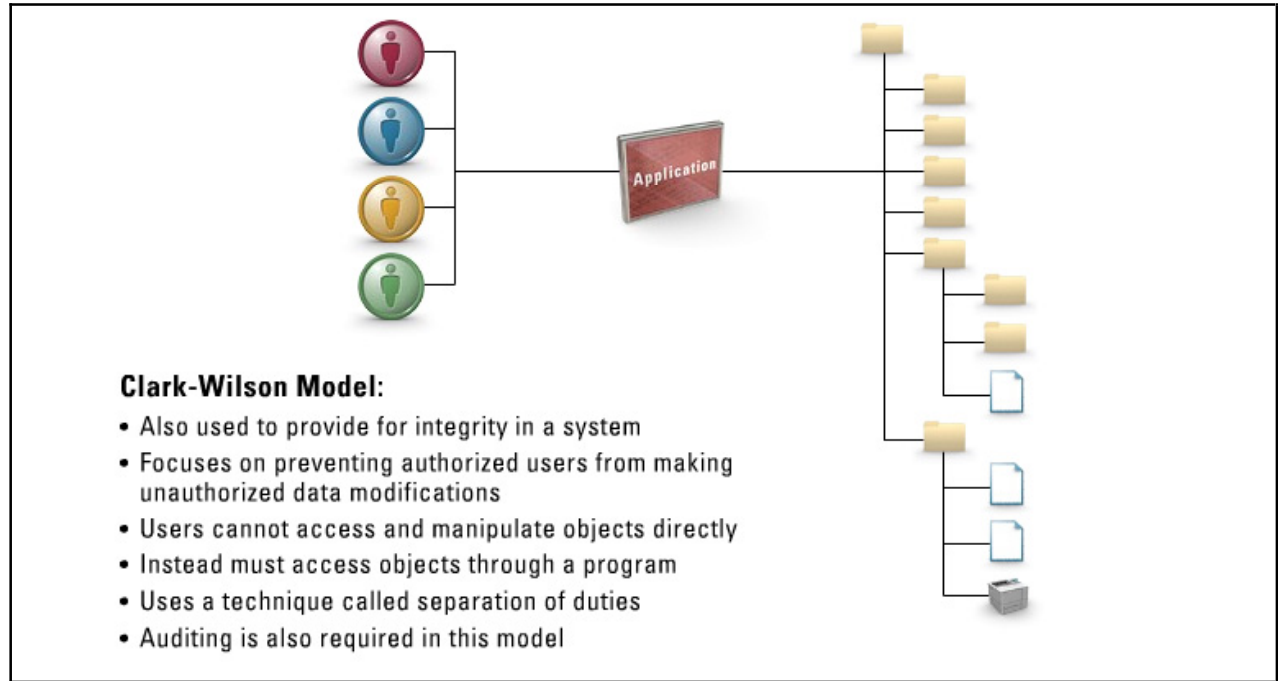 Application
Clark-Wilson Model:
• Also used to provide for integrity in a system
• Focuses on preventing authorized users from making
unauthorized data modifications
• Users cannot access and manipulate objects directly
• Instead must access objects through a program
• Uses a technique called separation of duties
• Auditing is also required in this model